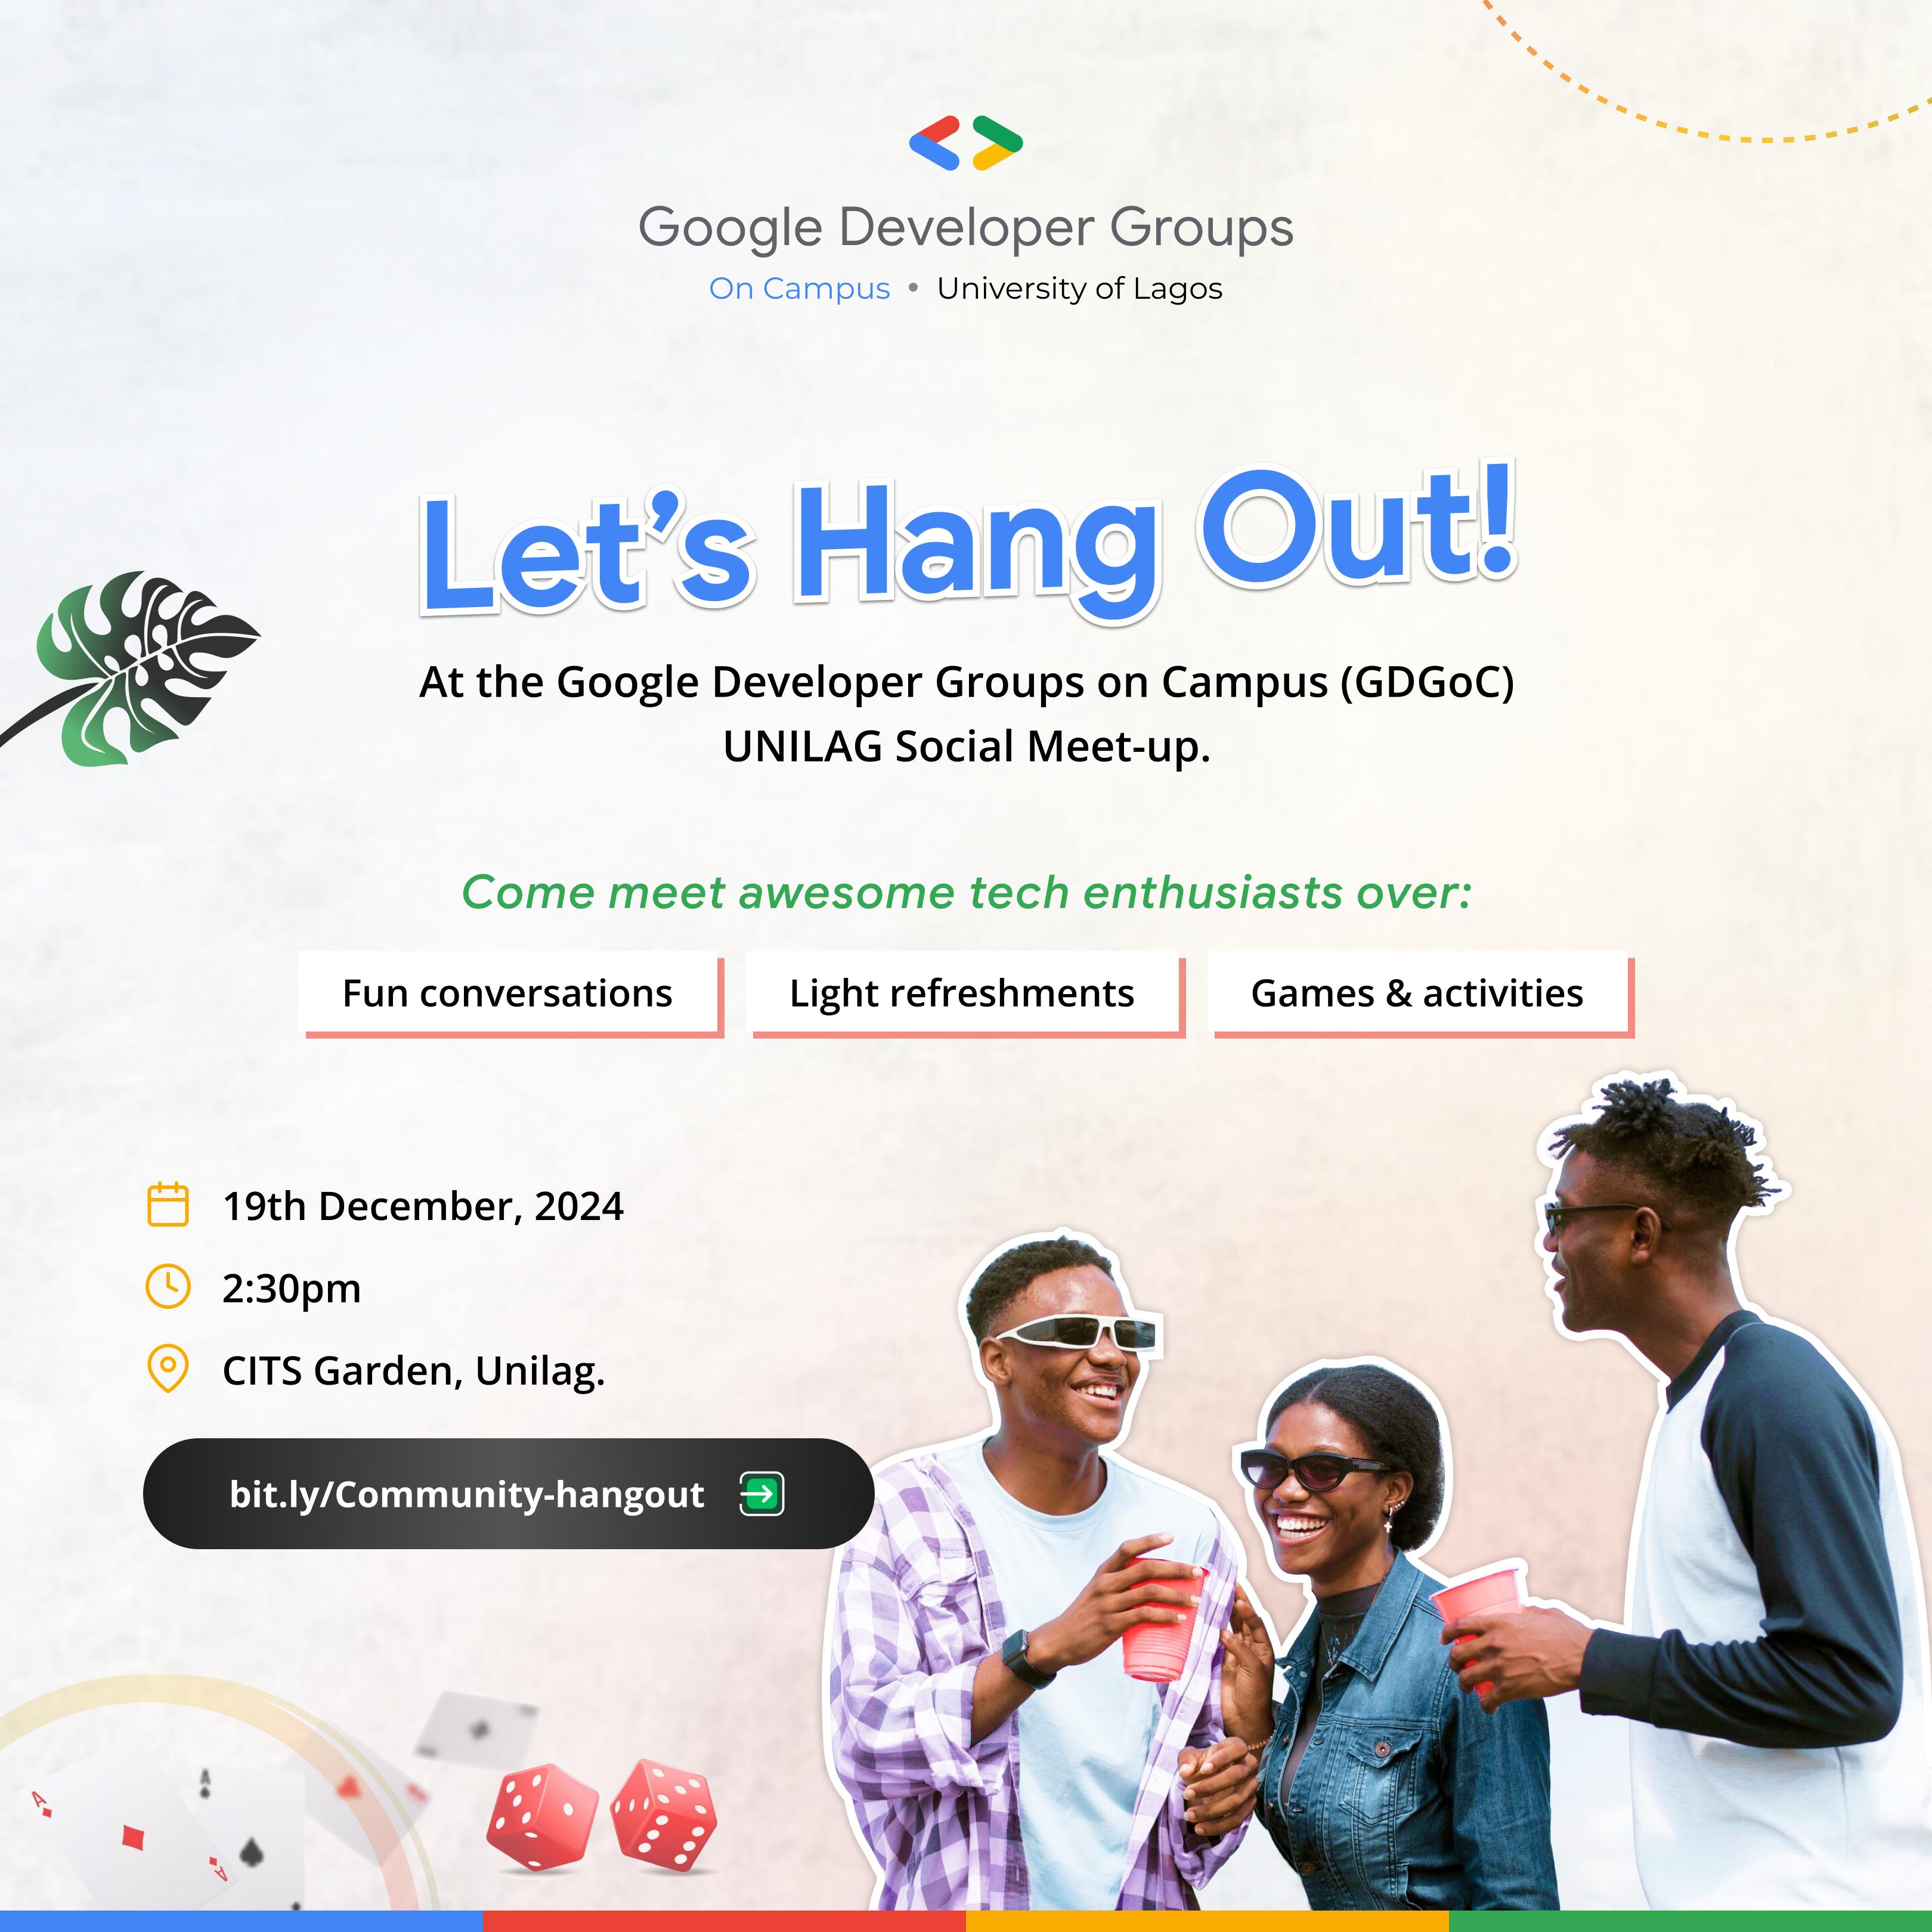 Google Developer Groups
On Campus • University of Lagos
Let's Hang Out!
At the Google Developer Groups on Campus (GDGoC)
UNILAG Social Meet-up.
Come meet awesome tech enthusiasts over:
Fun conversations
Light refreshments
Games & activities
19th December, 2024
2:30pm
CITS Garden, Unilag.
bit.ly/Community-hangout
A
A
A